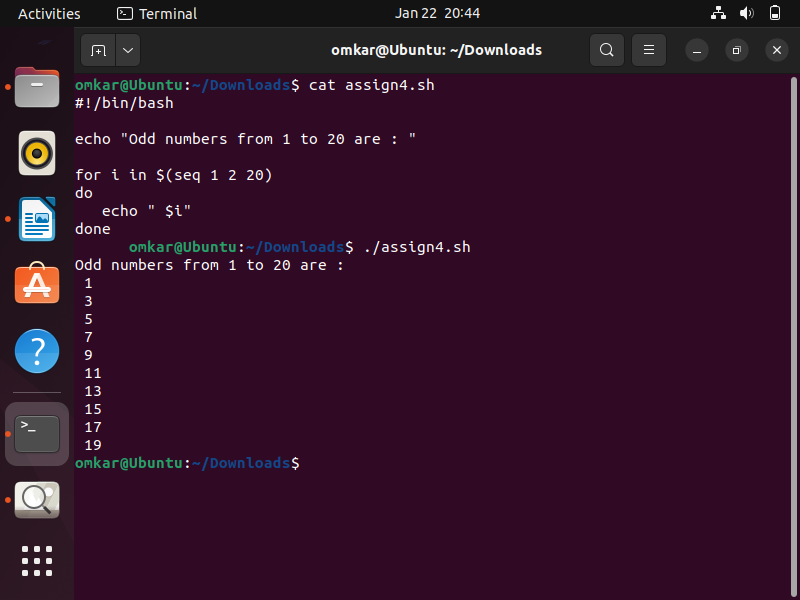 Activities Terminal Jan 22 20:44
omkar@Ubuntu: ~/Downloads
omkar@Ubuntu:~/Downloads$ cat assign4.sh
#!/bin/bash

echo "Odd numbers from 1 to 20 are : "

for i in $(seq 1 2 20)
do
   echo " $i"
done
      omkar@Ubuntu:~/Downloads$ ./assign4.sh
Odd numbers from 1 to 20 are :
 1
 3
 5
 7
 9
 11
 13
 15
 17
 19
omkar@Ubuntu:~/Downloads$